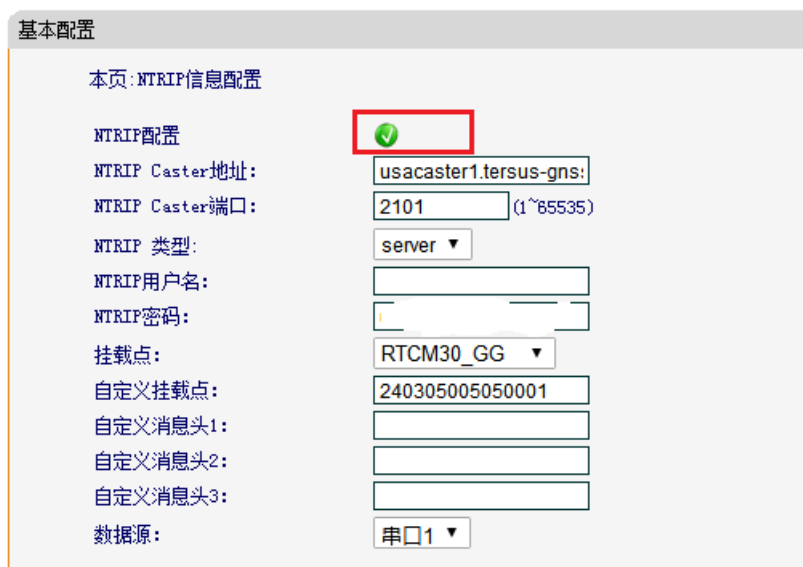 基本配置
本页:NTRIP信息配置
NTRIP配置
NTRIP Caster地址: usacaster1.tersus-gns
NTRIP Caster端口: 2101 (1~65535)
NTRIP 类型: server
NTRIP用户名:
NTRIP密码:
挂载点: RTCM30_GG
自定义挂载点: 240305005050001
自定义消息头1:
自定义消息头2:
自定义消息头3:
数据源: 串口1